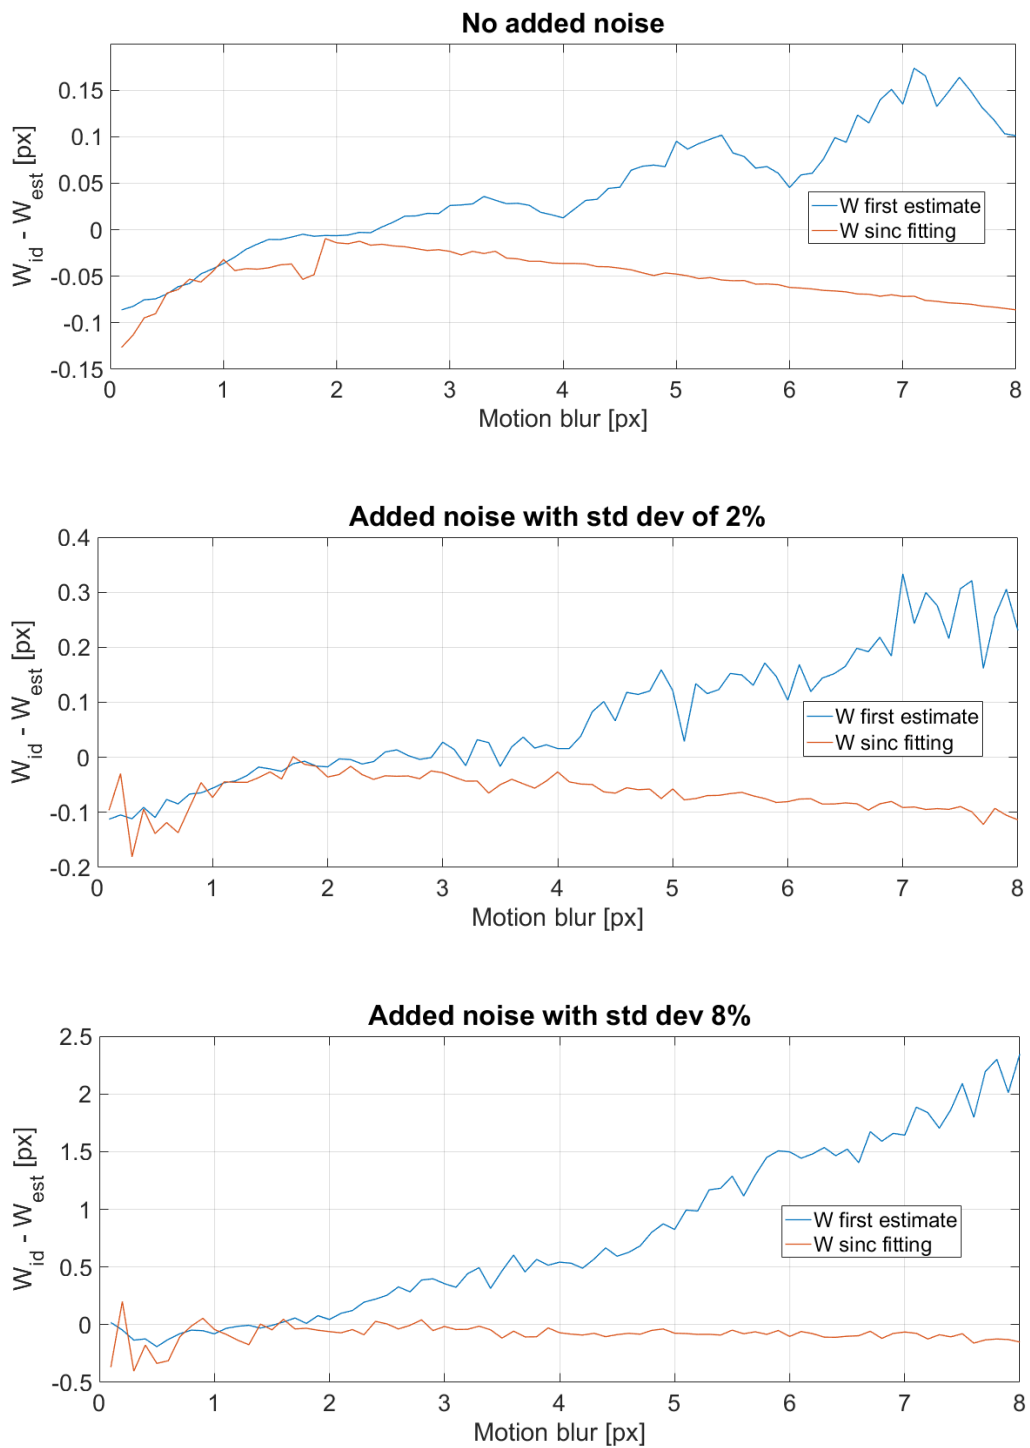 No added noise
W_id - W_est [px]
0.15
0.1
0.05
0
-0.05
-0.1
-0.15
0 1 2 3 4 5 6 7 8
Motion blur [px]
W first estimate
W sinc fitting
Added noise with std dev of 2%
W_id - W_est [px]
0.4
0.3
0.2
0.1
0
-0.1
-0.2
0 1 2 3 4 5 6 7 8
Motion blur [px]
W first estimate
W sinc fitting
Added noise with std dev 8%
W_id - W_est [px]
2.5
2
1.5
1
0.5
0
-0.5
0 1 2 3 4 5 6 7 8
Motion blur [px]
W first estimate
W sinc fitting